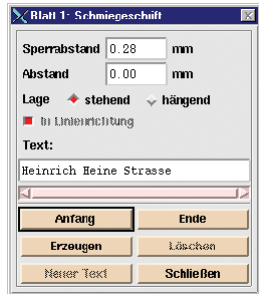 Blatt 1: Schmiegeschrift
Sperrabstand 0.28 mm
Abstand 0.00 mm
Lage stehend hängend
In Linienrichtung
Text:
Heinrich Heine Strasse
Anfang Ende
Erzeugen Löschen
Neuer Text Schließen